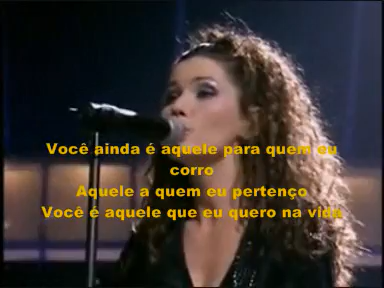 Você ainda é aquele para quem eu
corro
Aquele a quem eu pertenço
Você é aquele que eu quero na vida